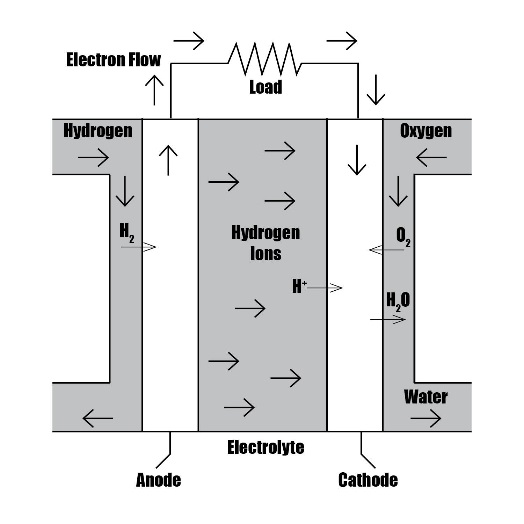 Electron Flow
Load
Hydrogen
Oxygen
H₂
O₂
Hydrogen
Ions
H⁺
H₂O
Water
Electrolyte
Anode
Cathode